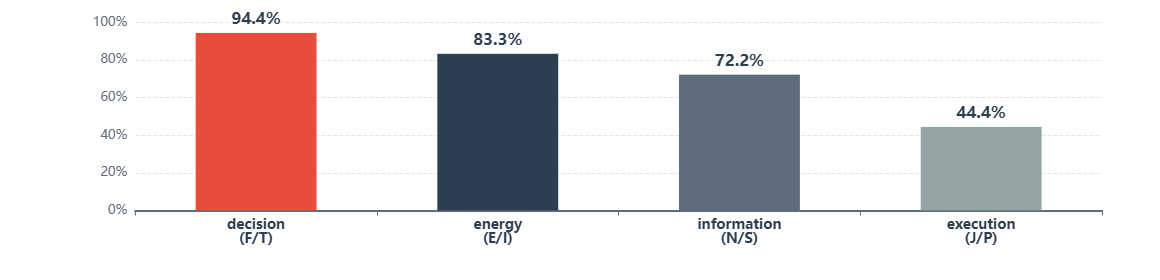 100%
94.4%
83.3%
80%
72.2%
60%
44.4%
40%
20%
0%
decision
(F/T)
energy
(E/I)
information
(N/S)
execution
(J/P)